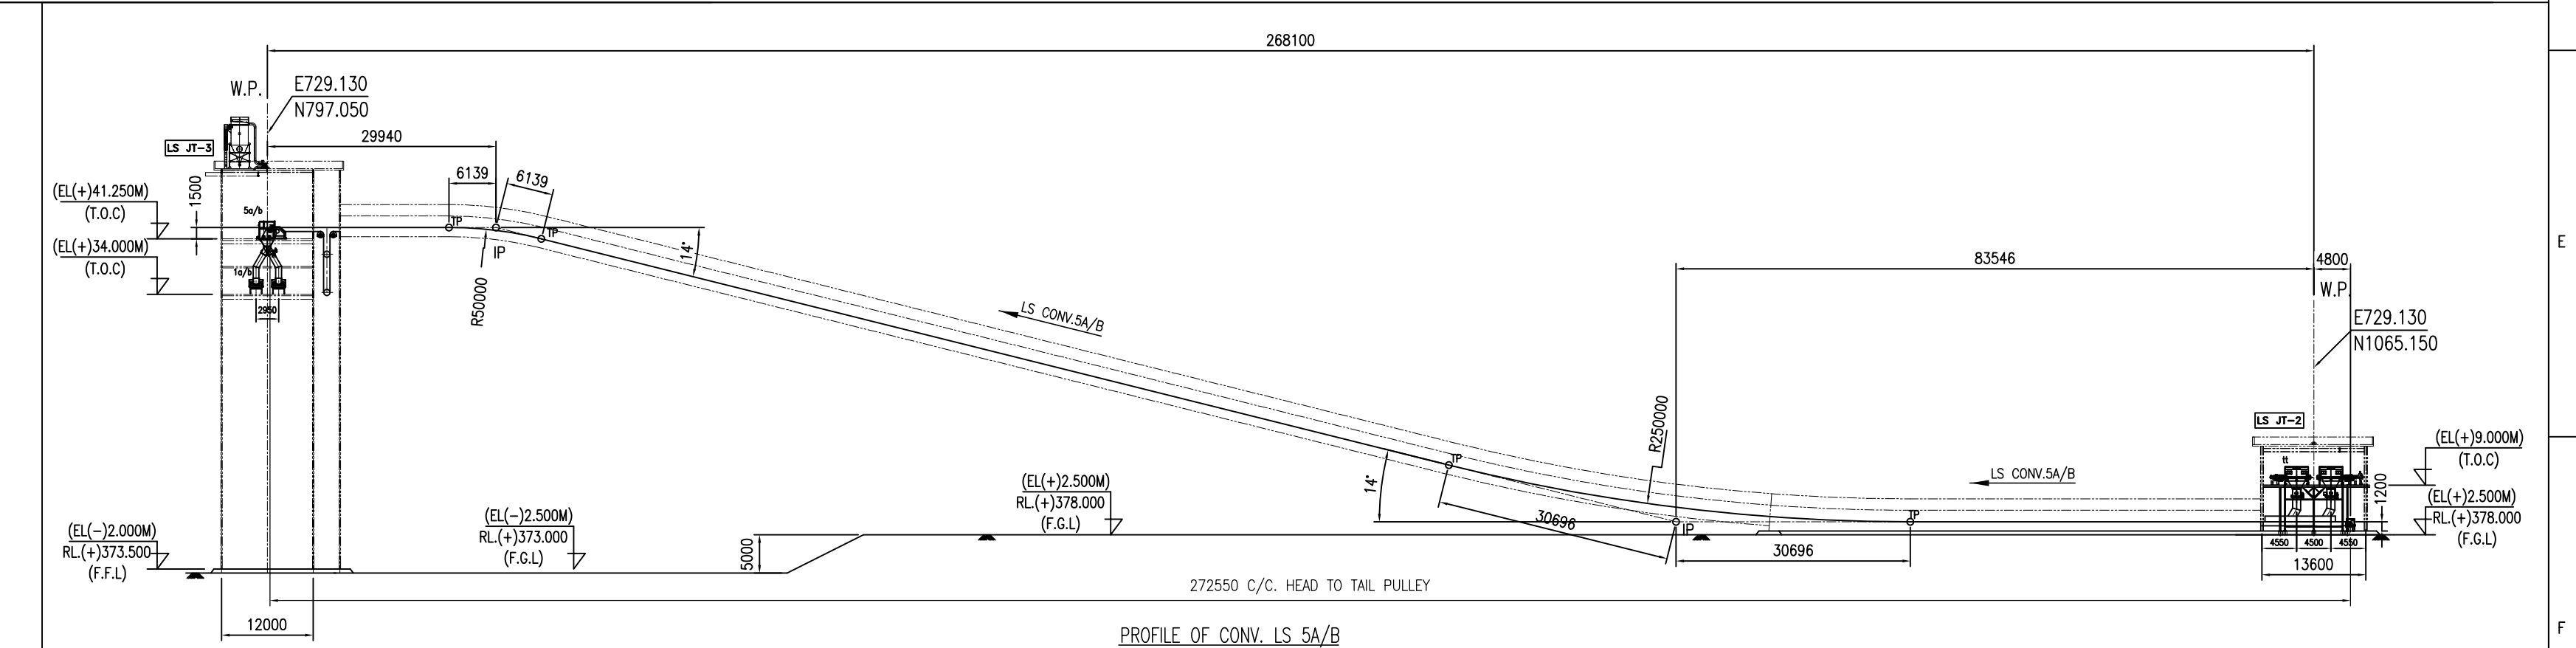 268100
W.P.
E729.130
N797.050
29940
LS JT-3
6139
6139
(EL(+)41.250M)
(T.O.C)
1500
5a/b
TP
TP
IP
14°
(EL(+)34.000M)
(T.O.C)
1a/b
2950
R50000
LS CONV.5A/B
83546
4800
W.P.
E729.130
N1065.150
R250000
LS JT-2
tt
(EL(+)9.000M)
(T.O.C)
TP
14°
LS CONV.5A/B
1200
(EL(+)2.500M)
RL.(+)378.000
(F.G.L)
(EL(+)2.500M)
RL.(+)378.000
(F.G.L)
30696
IP
TP
(EL(-)2.000M)
RL.(+)373.500
(F.F.L)
(EL(-)2.500M)
RL.(+)373.000
(F.G.L)
5000
30696
4550
4500
4550
13600
272550 C/C. HEAD TO TAIL PULLEY
12000
PROFILE OF CONV. LS 5A/B
E
F